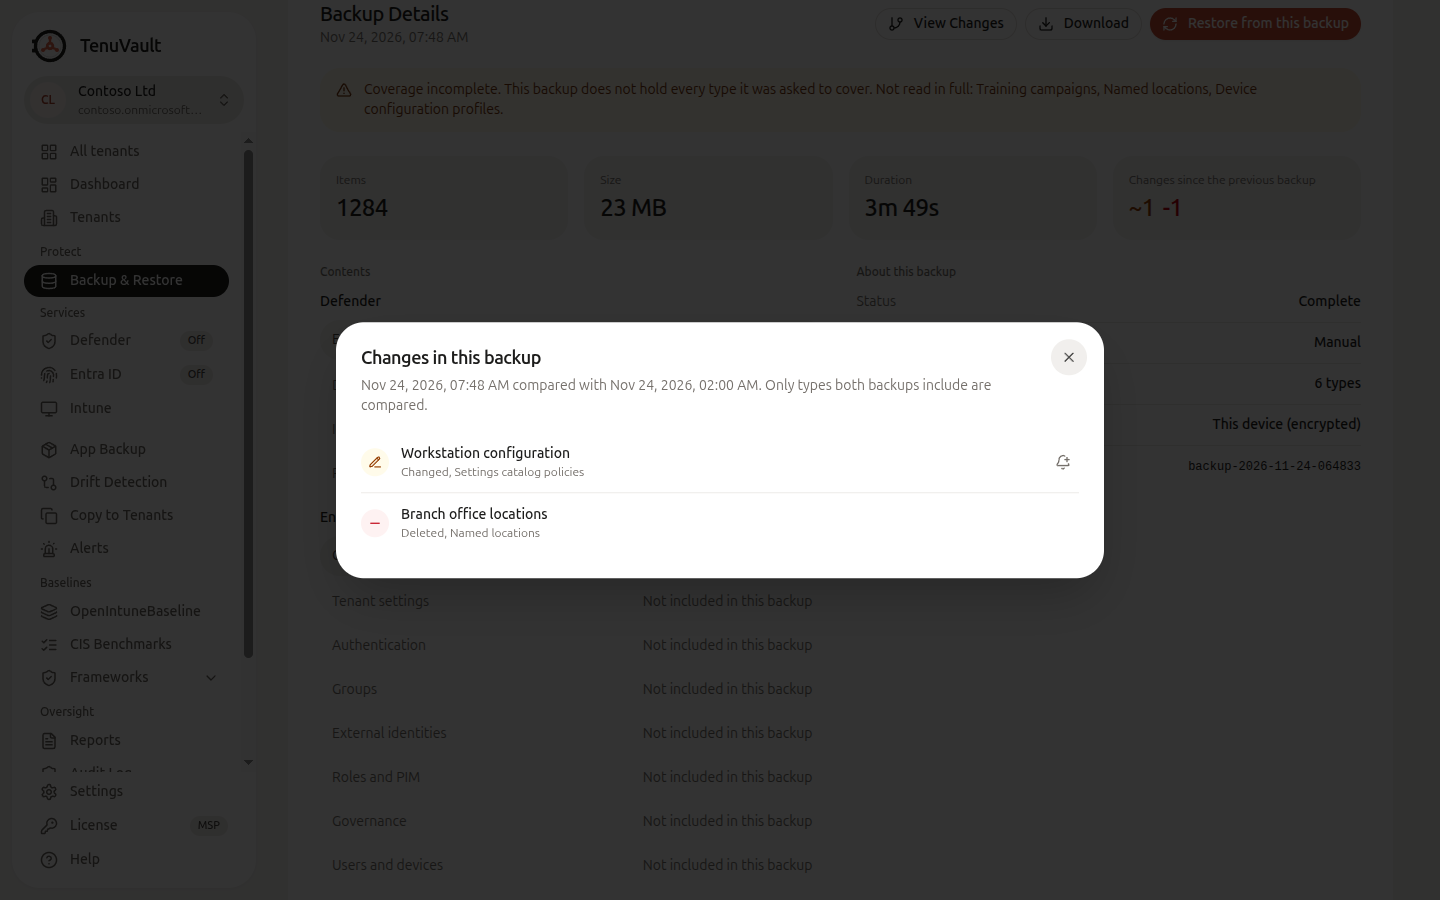 TenuVault
CL
Contoso Ltd
contoso.onmicrosoft...
All tenants
Dashboard
Tenants
Protect
Backup & Restore
Services
Defender Off
Entra ID Off
Intune
App Backup
Drift Detection
Copy to Tenants
Alerts
Baselines
OpenIntuneBaseline
CIS Benchmarks
Frameworks
Oversight
Reports
Audit Log
Settings
License MSP
Help
Backup Details
Nov 24, 2026, 07:48 AM
View Changes
Download
Restore from this backup
Coverage incomplete. This backup does not hold every type it was asked to cover. Not read in full: Training campaigns, Named locations, Device
configuration profiles.
Items
1284
Size
23 MB
Duration
3m 49s
Changes since the previous backup
~1 -1
Contents
Defender
About this backup
Status Complete
Manual
6 types
This device (encrypted)
backup-2026-11-24-064833
Changes in this backup
Nov 24, 2026, 07:48 AM compared with Nov 24, 2026, 02:00 AM. Only types both backups include are
compared.
Workstation configuration
Changed, Settings catalog policies
Branch office locations
Deleted, Named locations
Tenant settings Not included in this backup
Authentication Not included in this backup
Groups Not included in this backup
External identities Not included in this backup
Roles and PIM Not included in this backup
Governance Not included in this backup
Users and devices Not included in this backup